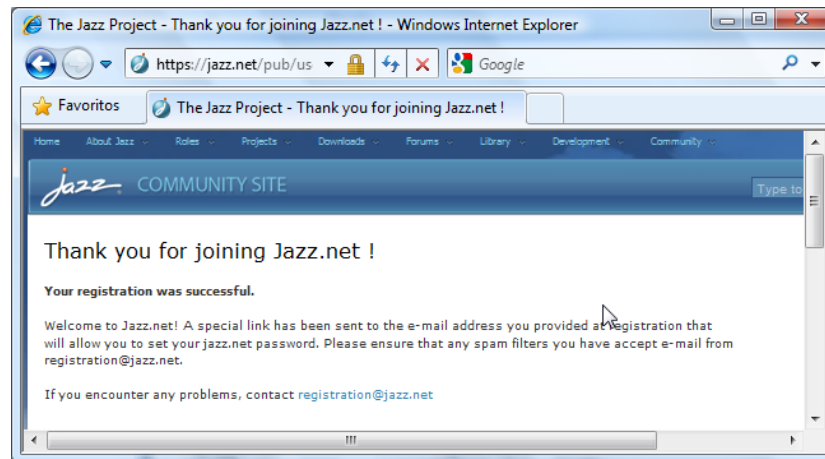 The Jazz Project - Thank you for joining Jazz.net ! - Windows Internet Explorer
https://jazz.net/pub/us
Google
Favoritos
The Jazz Project - Thank you for joining Jazz.net !
Home About Jazz Roles Projects Downloads Forums Library Development Community
jazz COMMUNITY SITE
Type to
Thank you for joining Jazz.net !
Your registration was successful.
Welcome to Jazz.net! A special link has been sent to the e-mail address you provided at registration that
will allow you to set your jazz.net password. Please ensure that any spam filters you have accept e-mail from
registration@jazz.net.
If you encounter any problems, contact registration@jazz.net